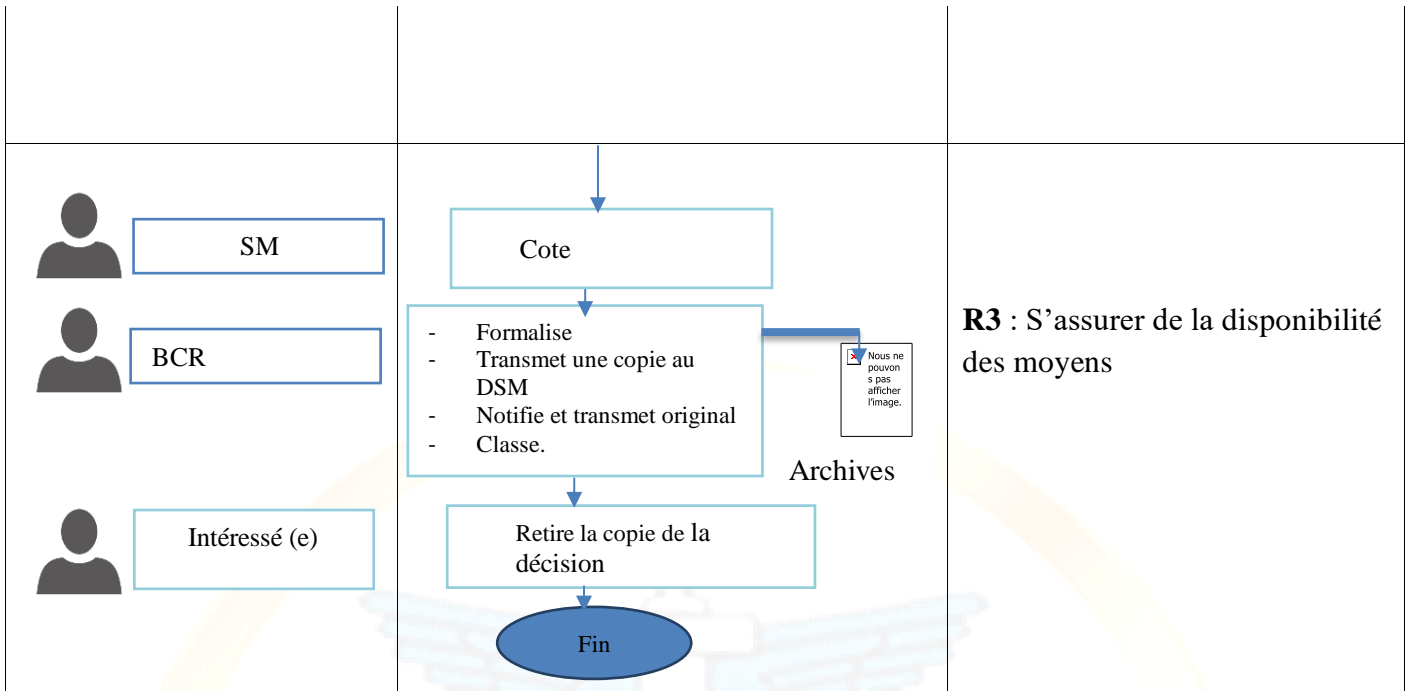 SM
Cote
BCR
- Formalise
- Transmet une copie au
DSM
- Notifie et transmet original
- Classe.
Nous ne
pouvon
s pas
afficher
l'image.
Archives
R3 : S’assurer de la disponibilité
des moyens
Intéressé (e)
Retire la copie de la
décision
Fin